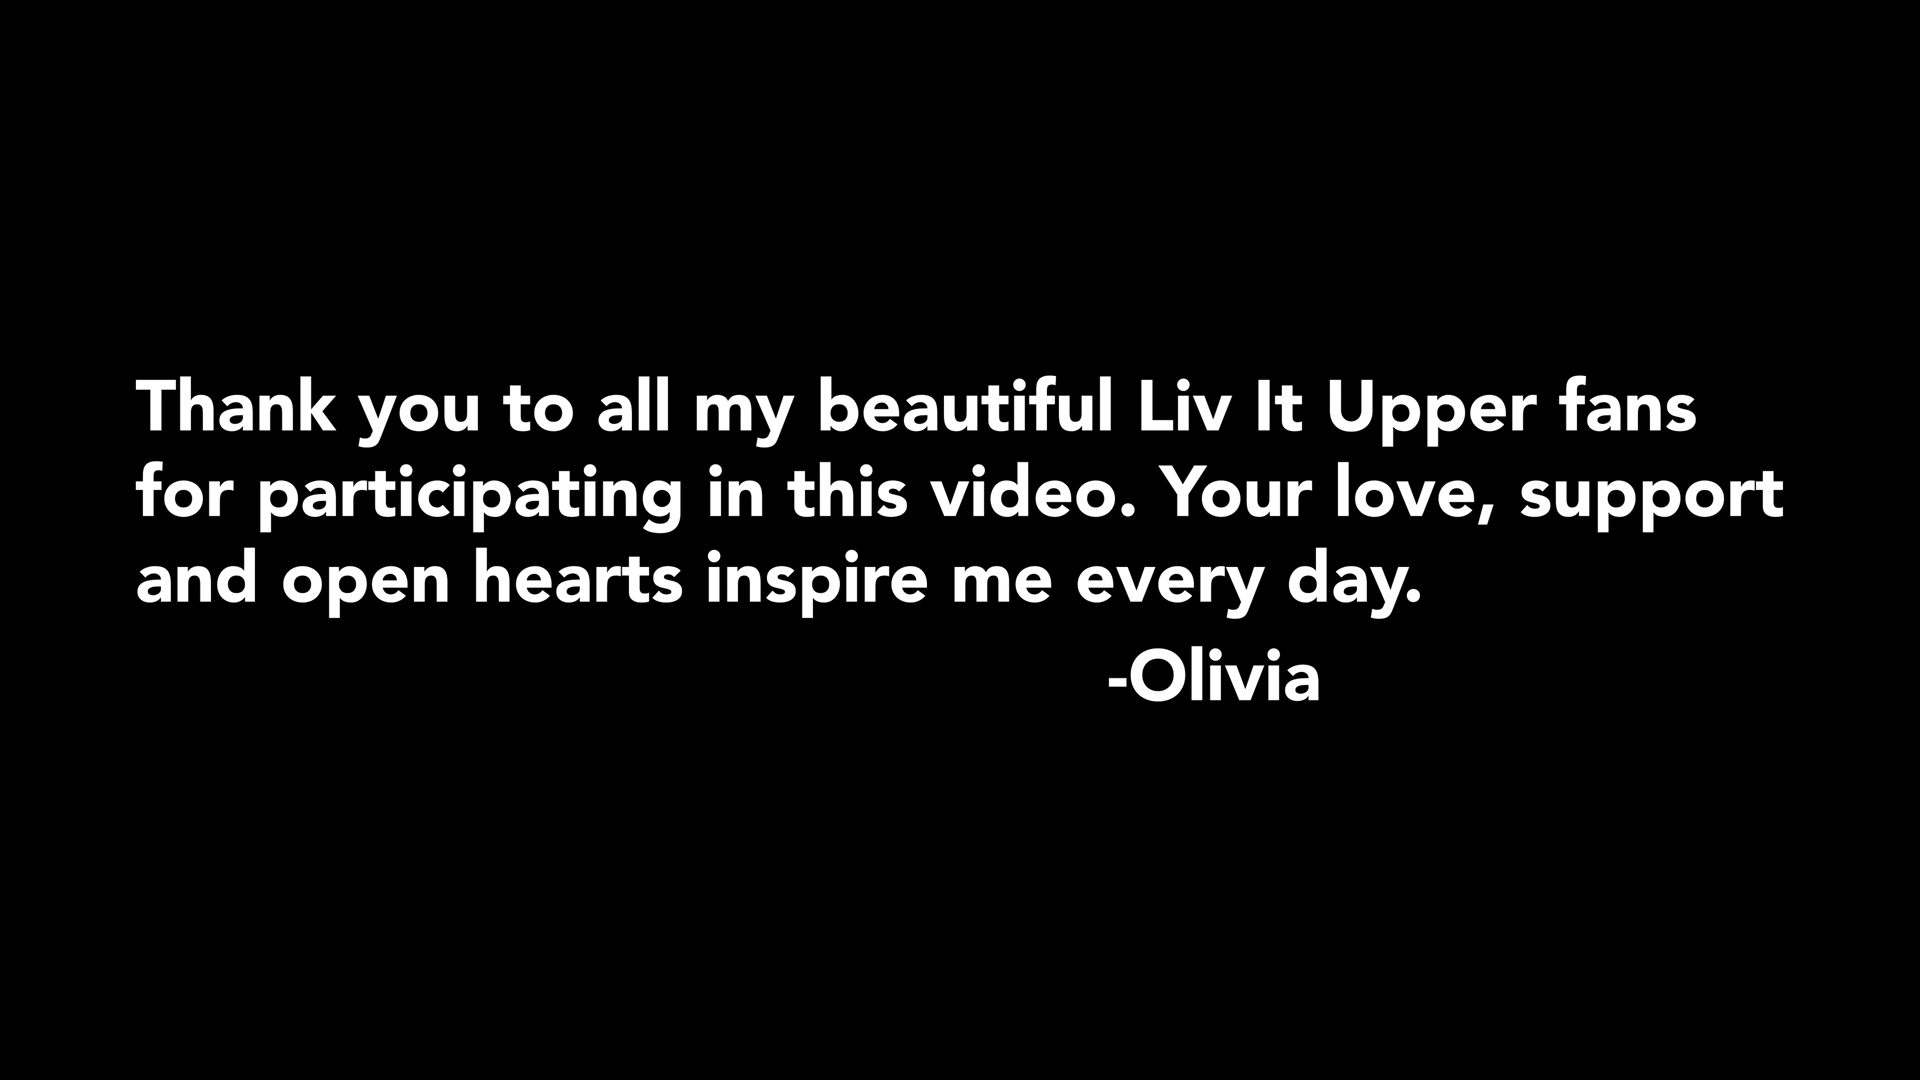 Thank you to all my beautiful Liv It Upper fans
for participating in this video. Your love, support
and open hearts inspire me every day.
-Olivia